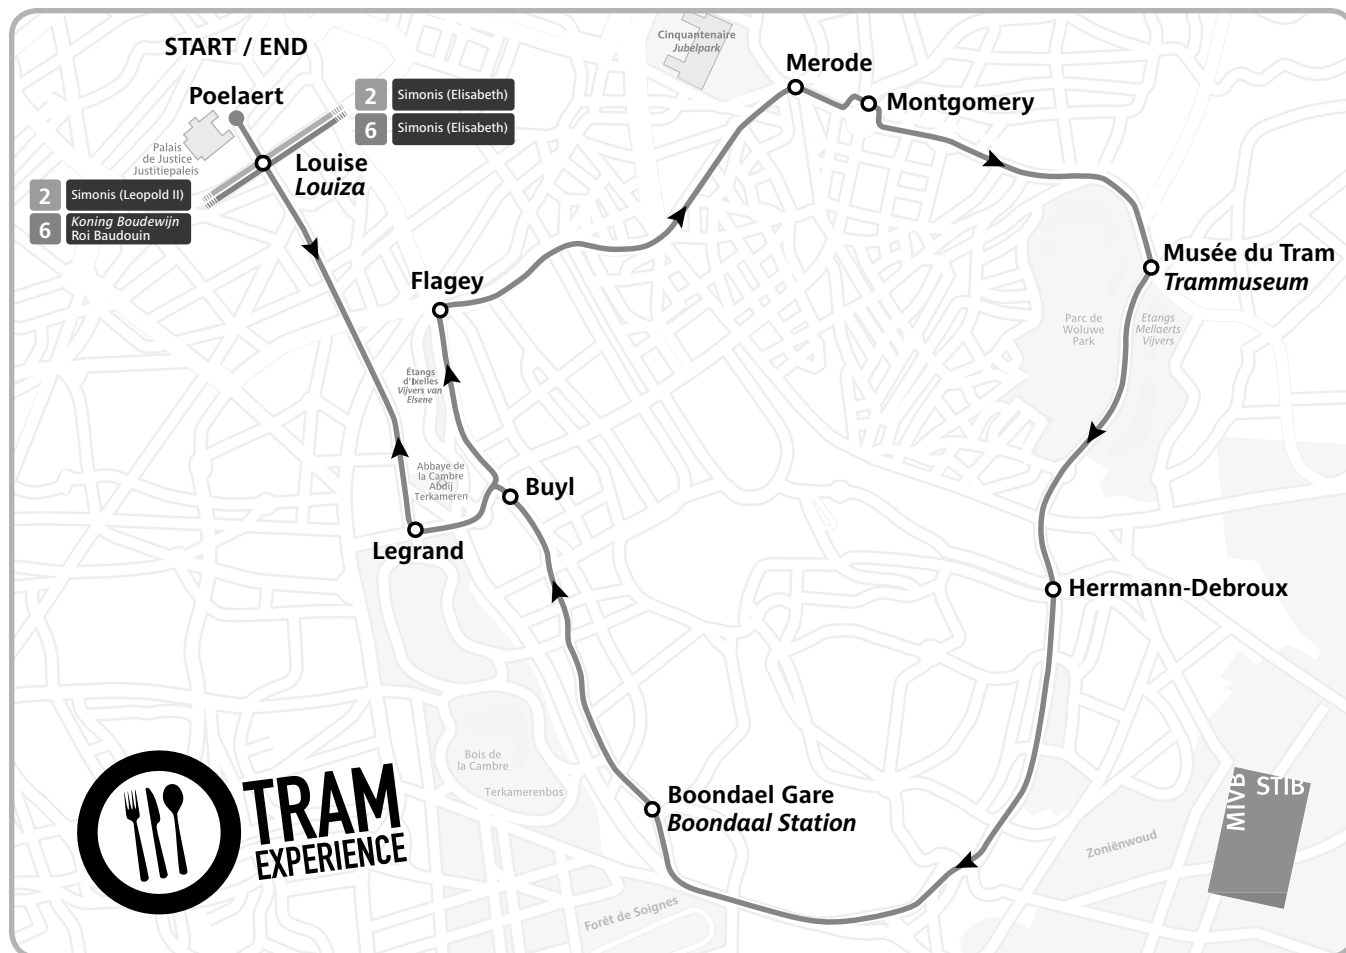 START / END
Poelaert
Palais
de Justice
Justitiepaleis
2 Simonis (Elisabeth)
6 Simonis (Elisabeth)
Louise
Louiza
2 Simonis (Leopold II)
6 Koning Boudewijn
Roi Baudouin
Cinquantenaire
Jubelpark
Merode
Montgomery
Musée du Tram
Trammuseum
Flagey
Parc de
Woluwe
Park
Etangs
Mellaerts
Vijvers
Étangs
d'Ixelles
Vijvers van
Elsene
Abbaye de
la Cambre
Abdij
Terkameren
Buyl
Legrand
Herrmann-Debroux
Bois de
la Cambre
Terkamerenbos
Boondael Gare
Boondaal Station
Forêt de Soignes
Zoniënwoud
TRAM
EXPERIENCE
MIVB
STIB